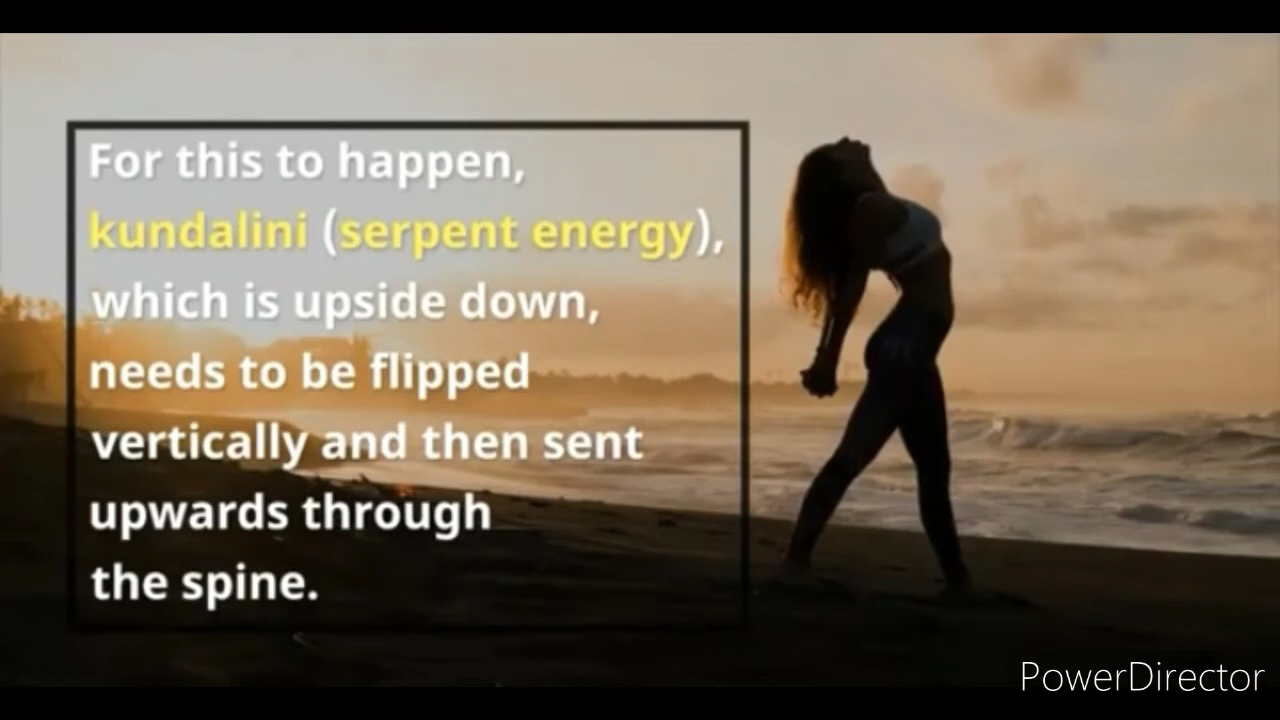 For this to happen,
kundalini (serpent energy),
which is upside down,
needs to be flipped
vertically and then sent
upwards through
the spine.
PowerDirector